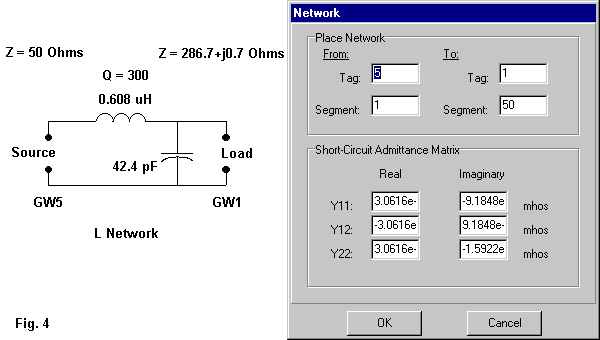 Z = 50 Ohms
Z = 286.7+j0.7 Ohms
Q = 300
0.608 uH
Source
Load
42.4 pF
GW5
GW1
L Network
Fig. 4
Network
Place Network
From:
To:
Tag: 5
Tag: 1
Segment: 1
Segment: 50
Short-Circuit Admittance Matrix
Real
Imaginary
Y11: 3.0616e- -9.1848e- mhos
Y12: -3.0616e- 9.1848e- mhos
Y22: 3.0616e- -1.5922e- mhos
OK
Cancel